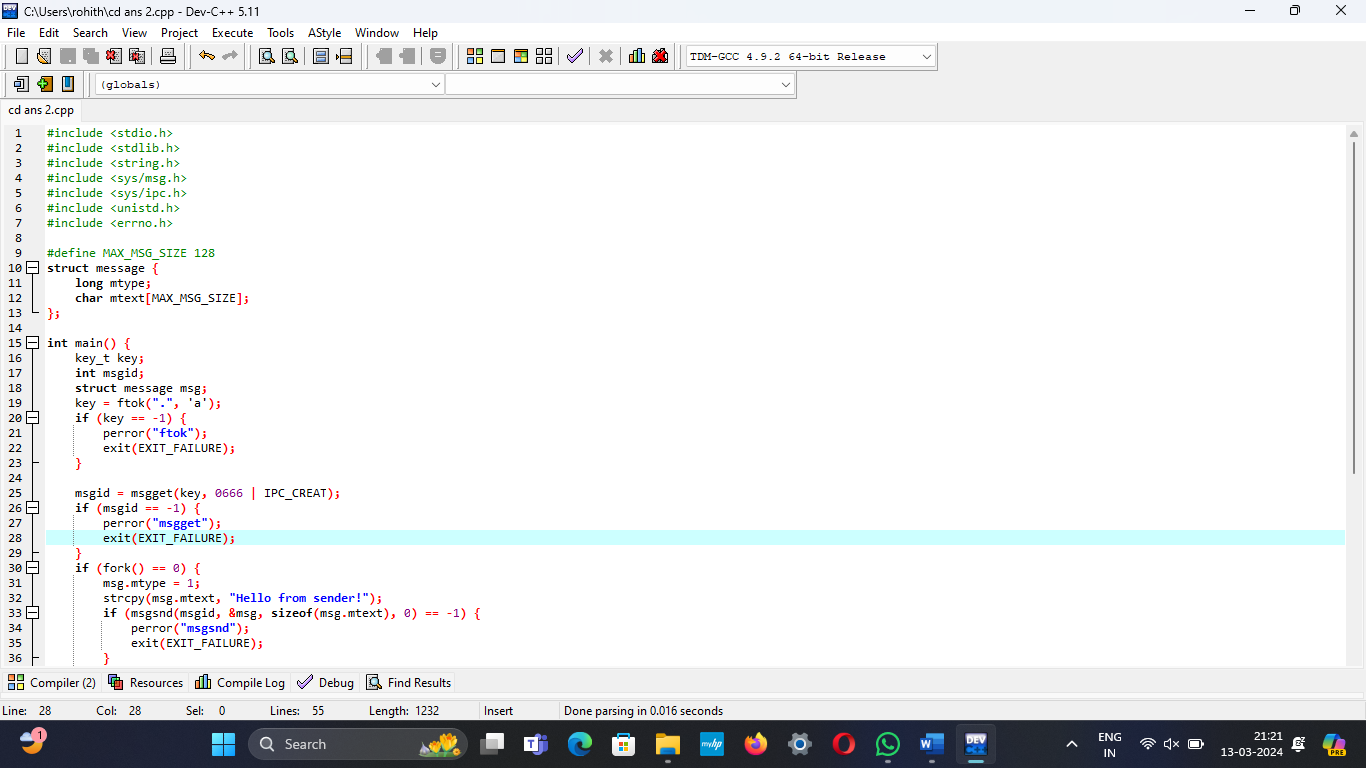 C:\Users\rohith\cd ans 2.cpp - Dev-C++ 5.11
File Edit Search View Project Execute Tools AStyle Window Help
TDM-GCC 4.9.2 64-bit Release
(globals)
cd ans 2.cpp
1 #include <stdio.h>
2 #include <stdlib.h>
3 #include <string.h>
4 #include <sys/msg.h>
5 #include <sys/ipc.h>
6 #include <unistd.h>
7 #include <errno.h>
8
9 #define MAX_MSG_SIZE 128
10 struct message {
11     long mtype;
12     char mtext[MAX_MSG_SIZE];
13 };
14
15 int main() {
16     key_t key;
17     int msgid;
18     struct message msg;
19     key = ftok(".", 'a');
20     if (key == -1) {
21         perror("ftok");
22         exit(EXIT_FAILURE);
23     }
24
25     msgid = msgget(key, 0666 | IPC_CREAT);
26     if (msgid == -1) {
27         perror("msgget");
28         exit(EXIT_FAILURE);
29     }
30     if (fork() == 0) {
31         msg.mtype = 1;
32         strcpy(msg.mtext, "Hello from sender!");
33         if (msgsnd(msgid, &msg, sizeof(msg.mtext), 0) == -1) {
34             perror("msgsnd");
35             exit(EXIT_FAILURE);
36         }
Compiler (2) Resources Compile Log Debug Find Results
Line: 28 Col: 28 Sel: 0 Lines: 55 Length: 1232 Insert Done parsing in 0.016 seconds
1
Search
myhp
DEV
ENG
IN
21:21
13-03-2024
PRE